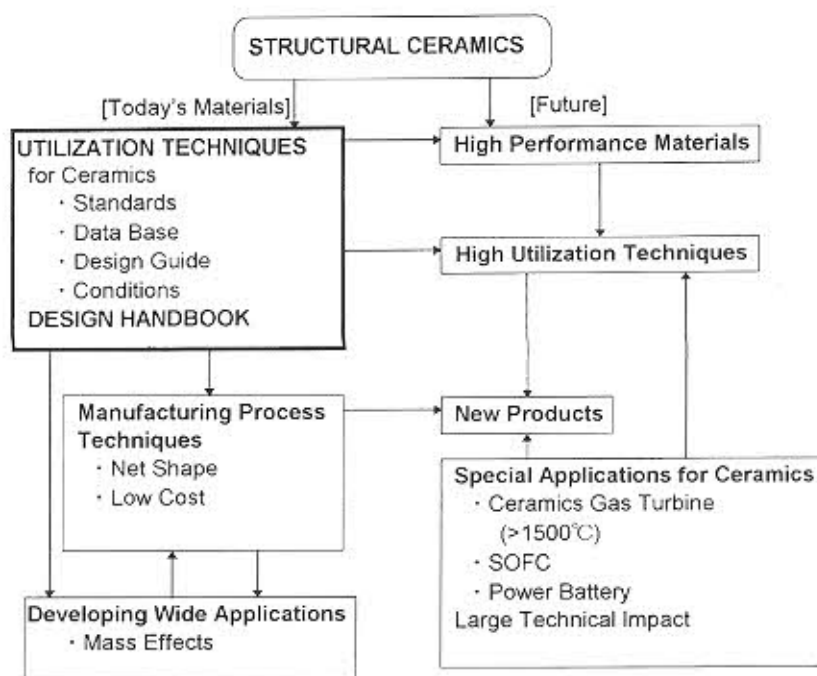 STRUCTURAL CERAMICS
[Today's Materials]
[Future]
UTILIZATION TECHNIQUES
for Ceramics
・Standards
・Data Base
・Design Guide
・Conditions
DESIGN HANDBOOK
High Performance Materials
High Utilization Techniques
Manufacturing Process
Techniques
・Net Shape
・Low Cost
New Products
Special Applications for Ceramics
・Ceramics Gas Turbine
(>1500℃)
・SOFC
・Power Battery
Large Technical Impact
Developing Wide Applications
・Mass Effects